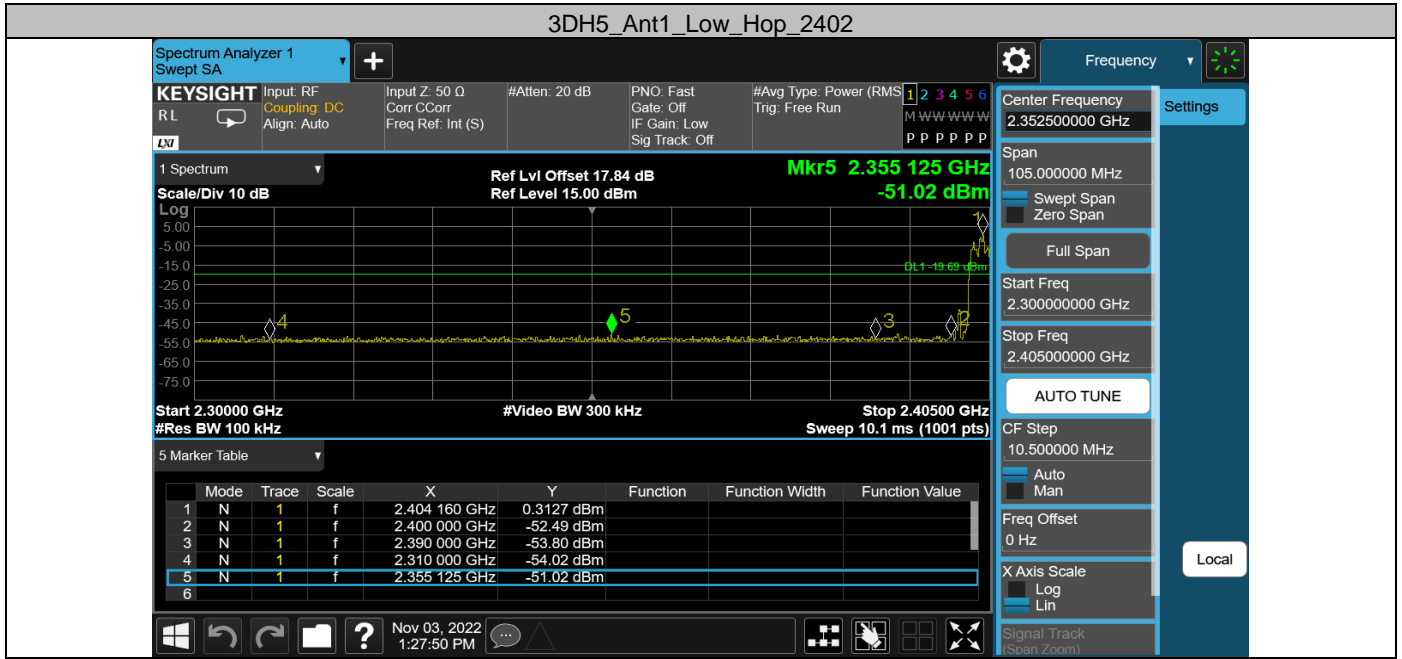 3DH5_Ant1_Low_Hop_2402
Spectrum Analyzer 1
Swept SA
Frequency
KEYSIGHT
RL
LXI
Input: RF
Coupling: DC
Align: Auto
Input Z: 50 Ω
Corr CCorr
Freq Ref: Int (S)
#Atten: 20 dB
PNO: Fast
Gate: Off
IF Gain: Low
Sig Track: Off
#Avg Type: Power (RMS
Trig: Free Run
1 2 3 4 5 6
M W W W W W
P P P P P P
1 Spectrum
Scale/Div 10 dB
Ref Lvl Offset 17.84 dB
Ref Level 15.00 dBm
Mkr5 2.355 125 GHz
-51.02 dBm
Log
5.00
-5.00
-15.0
-25.0
-35.0
-45.0
-55.0
-65.0
-75.0
1
DL1 -19.69 dBm
4
5
3
2
Start 2.30000 GHz
#Video BW 300 kHz
Stop 2.40500 GHz
#Res BW 100 kHz
Sweep 10.1 ms (1001 pts)
5 Marker Table
Mode Trace Scale X Y Function Function Width Function Value
1 N 1 f 2.404 160 GHz 0.3127 dBm
2 N 1 f 2.400 000 GHz -52.49 dBm
3 N 1 f 2.390 000 GHz -53.80 dBm
4 N 1 f 2.310 000 GHz -54.02 dBm
5 N 1 f 2.355 125 GHz -51.02 dBm
6
?
Nov 03, 2022
1:27:50 PM
Center Frequency
2.352500000 GHz
Settings
Span
105.000000 MHz
Swept Span
Zero Span
Full Span
Start Freq
2.300000000 GHz
Stop Freq
2.405000000 GHz
AUTO TUNE
CF Step
10.500000 MHz
Auto
Man
Freq Offset
0 Hz
X Axis Scale
Log
Lin
Local
Signal Track
(Span Zoom)